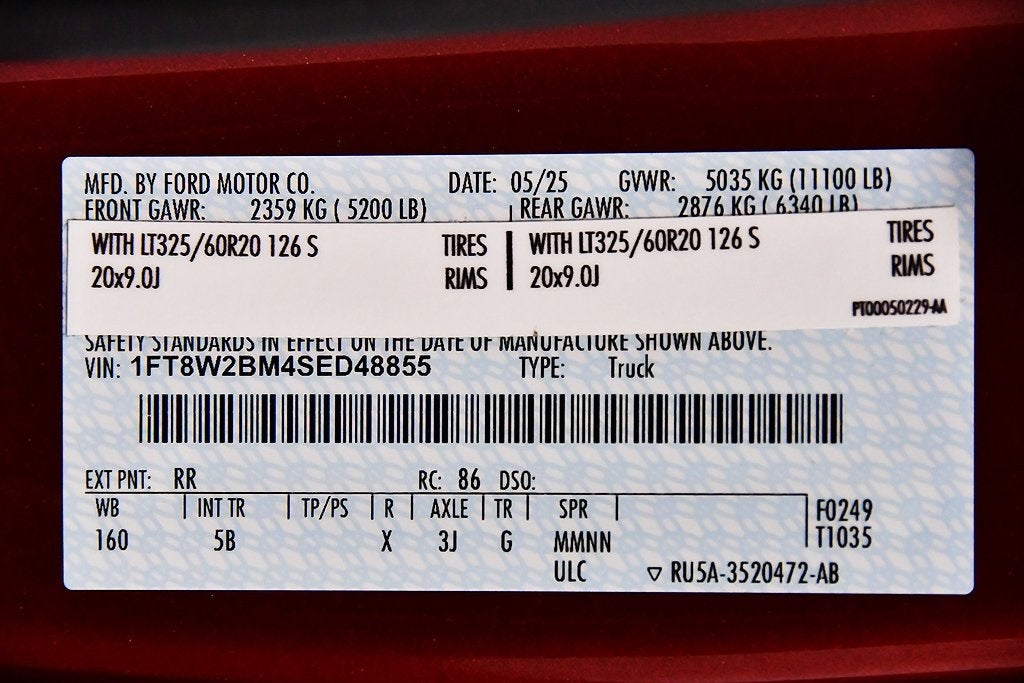 MFD. BY FORD MOTOR CO. DATE: 05/25 GVWR: 5035 KG (11100 LB)
FRONT GAWR: 2359 KG ( 5200 LB) REAR GAWR: 2876 KG ( 6340 LB)
WITH LT325/60R20 126 S TIRES WITH LT325/60R20 126 S TIRES
20x9.0J RIMS 20x9.0J RIMS
PT00050229-AA
SAFETY STANDARDS IN EFFECT ON THE DATE OF MANUFACTURE SHOWN ABOVE.
VIN: 1FT8W2BM4SED48855 TYPE: Truck
EXT PNT: RR RC: 86 DSO:
WB INT TR TP/PS R AXLE TR SPR F0249
160 5B X 3J G MMNN T1035
ULC ▽ RU5A-3520472-AB